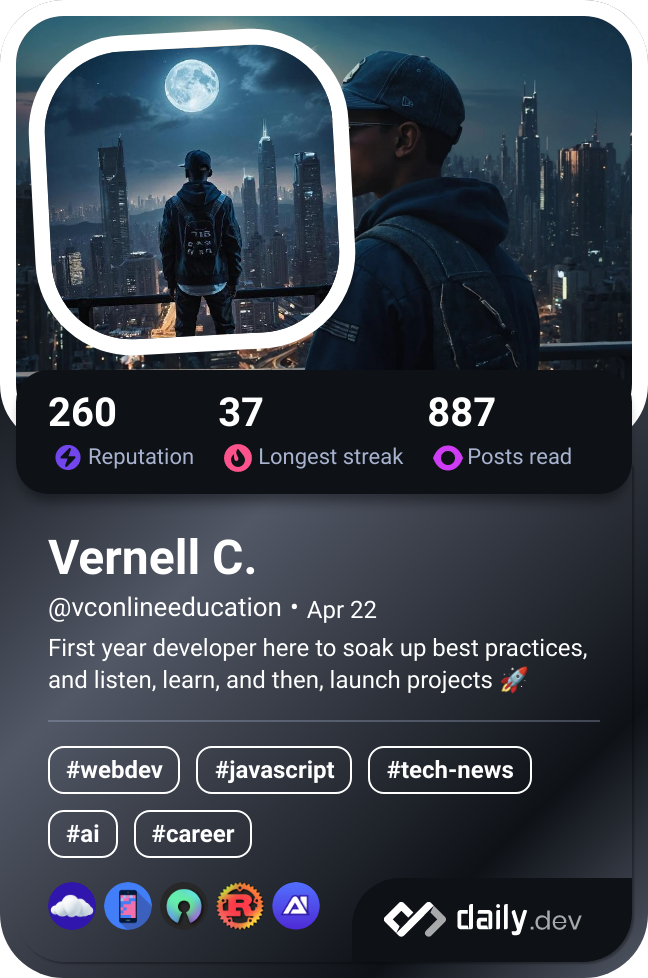 260
37
887
Reputation
Longest streak
Posts read
Vernell C.
@vconlineeducation • Apr 22
First year developer here to soak up best practices,
and listen, learn, and then, launch projects 🚀
#webdev
#javascript
#tech-news
#ai
#career
R
daily.dev